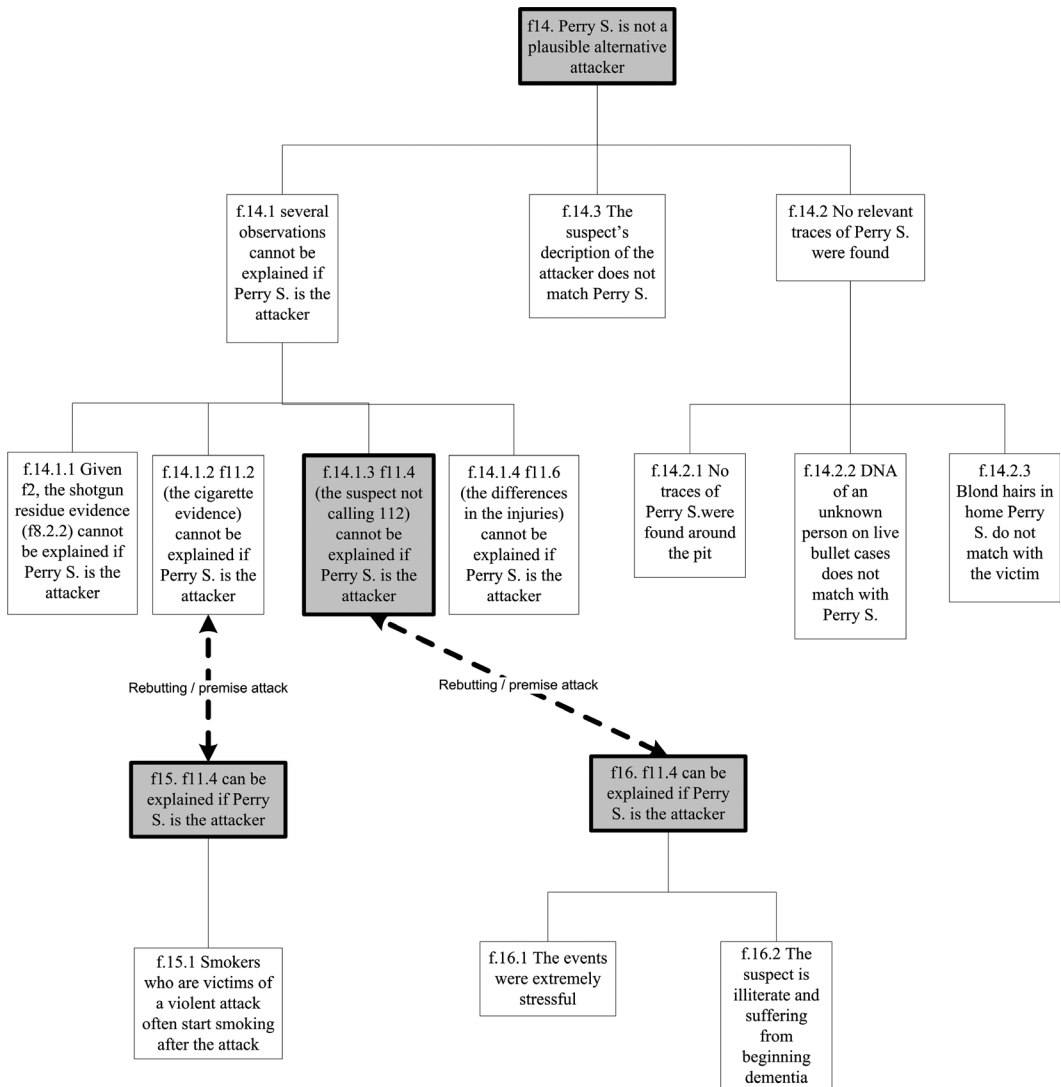 f14. Perry S. is not a
plausible alternative
attacker
f.14.1 several
observations
cannot be
explained if
Perry S. is the
attacker
f.14.3 The
suspect's
decription of the
attacker does not
match Perry S.
f.14.2 No relevant
traces of Perry S.
were found
f.14.1.1 Given
f2, the shotgun
residue evidence
(f8.2.2) cannot
be explained if
Perry S. is the
attacker
f.14.1.2 f11.2
(the cigarette
evidence)
cannot be
explained if
Perry S. is the
attacker
f.14.1.3 f11.4
(the suspect not
calling 112)
cannot be
explained if
Perry S. is the
attacker
f.14.1.4 f11.6
(the differences
in the injuries)
cannot be
explained if
Perry S. is the
attacker
f.14.2.1 No
traces of
Perry S.were
found around
the pit
f.14.2.2 DNA
of an
unknown
person on live
bullet cases
does not
match with
Perry S.
f.14.2.3
Blond hairs in
home Perry
S. do not
match with
the victim
Rebutting / premise attack
Rebutting / premise attack
f15. f11.4 can be
explained if Perry
S. is the attacker
f16. f11.4 can be
explained if Perry
S. is the attacker
f.15.1 Smokers
who are victims of
a violent attack
often start smoking
after the attack
f.16.1 The events
were extremely
stressful
f.16.2 The
suspect is
illiterate and
suffering
from
beginning
dementia